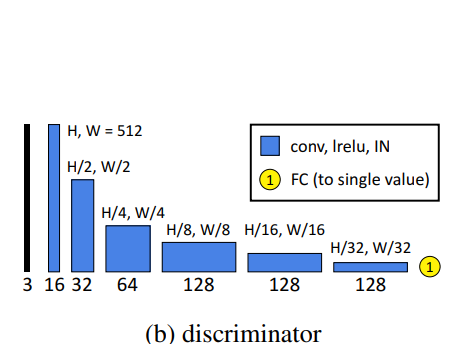 H, W = 512
H/2, W/2
H/4, W/4
H/8, W/8
H/16, W/16
H/32, W/32
conv, lrelu, IN
1 FC (to single value)
1
3 16 32 64 128 128 128
(b) discriminator